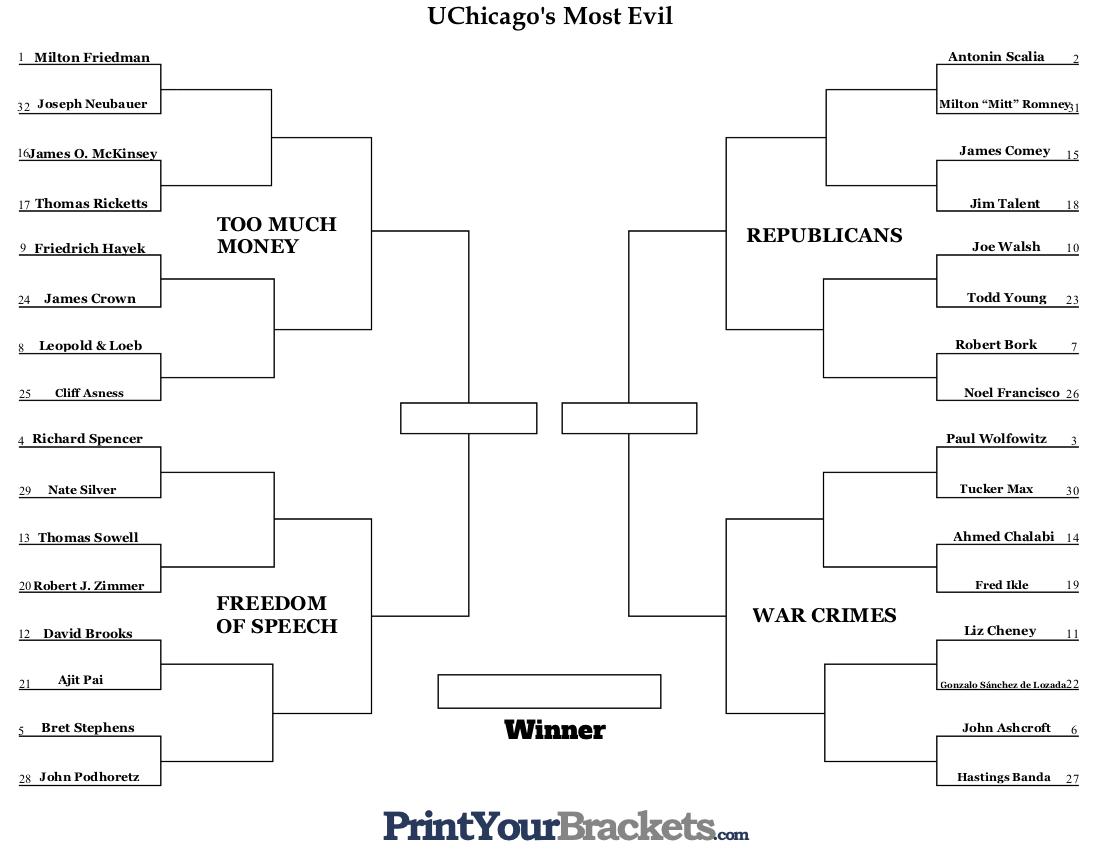 UChicago's Most Evil
1 Milton Friedman
32 Joseph Neubauer
16 James O. McKinsey
17 Thomas Ricketts
TOO MUCH
MONEY
9 Friedrich Hayek
24 James Crown
8 Leopold & Loeb
25 Cliff Asness
4 Richard Spencer
29 Nate Silver
13 Thomas Sowell
20 Robert J. Zimmer
FREEDOM
OF SPEECH
12 David Brooks
21 Ajit Pai
5 Bret Stephens
28 John Podhoretz
Antonin Scalia 2
Milton “Mitt” Romney 31
James Comey 15
Jim Talent 18
REPUBLICANS
Joe Walsh 10
Todd Young 23
Robert Bork 7
Noel Francisco 26
Paul Wolfowitz 3
Tucker Max 30
Ahmed Chalabi 14
Fred Ikle 19
WAR CRIMES
Liz Cheney 11
Gonzalo Sánchez de Lozada 22
John Ashcroft 6
Hastings Banda 27
Winner
PrintYourBrackets.com